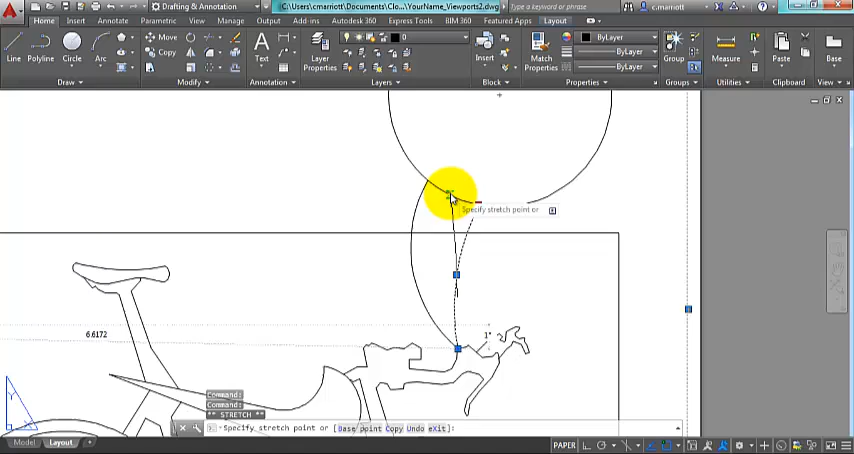 Drafting & Annotation
C:\Users\cmarriott\Documents\Clo...\YourName_Viewports2.dwg
Type a keyword or phrase
c.marriott
Home Insert Annotate Parametric View Manage Output Add-ins Autodesk 360 Express Tools BIM 360 Featured Apps Layout
Line Polyline Circle Arc
Move
Copy
Text
Layer Properties
0
Insert
Match Properties
ByLayer
ByLayer
ByLayer
Group
Measure
Paste
Base
Draw Modify Annotation Layers Block Properties Groups Utilities Clipboard View
Specify stretch point or
6.6172
1"
Y
X
Command:
Command:
** STRETCH **
Specify stretch point or [Base point Copy Undo eXit]:
Model Layout +
PAPER